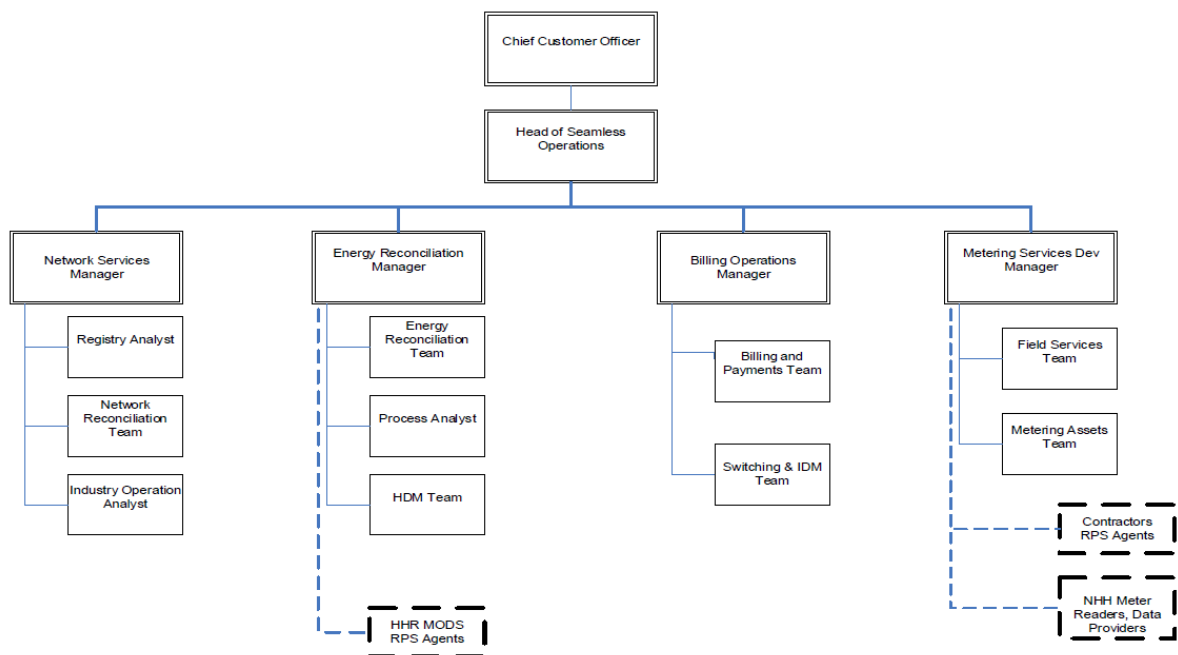 Chief Customer Officer
Head of Seamless
Operations
Network Services
Manager
Energy Reconciliation
Manager
Billing Operations
Manager
Metering Services Dev
Manager
Registry Analyst
Network
Reconciliation
Team
Industry Operation
Analyst
Energy
Reconciliation
Team
Process Analyst
HDM Team
HHR MODS
RPS Agents
Billing and
Payments Team
Switching & IDM
Team
Field Services
Team
Metering Assets
Team
Contractors
RPS Agents
NHH Meter
Readers, Data
Providers